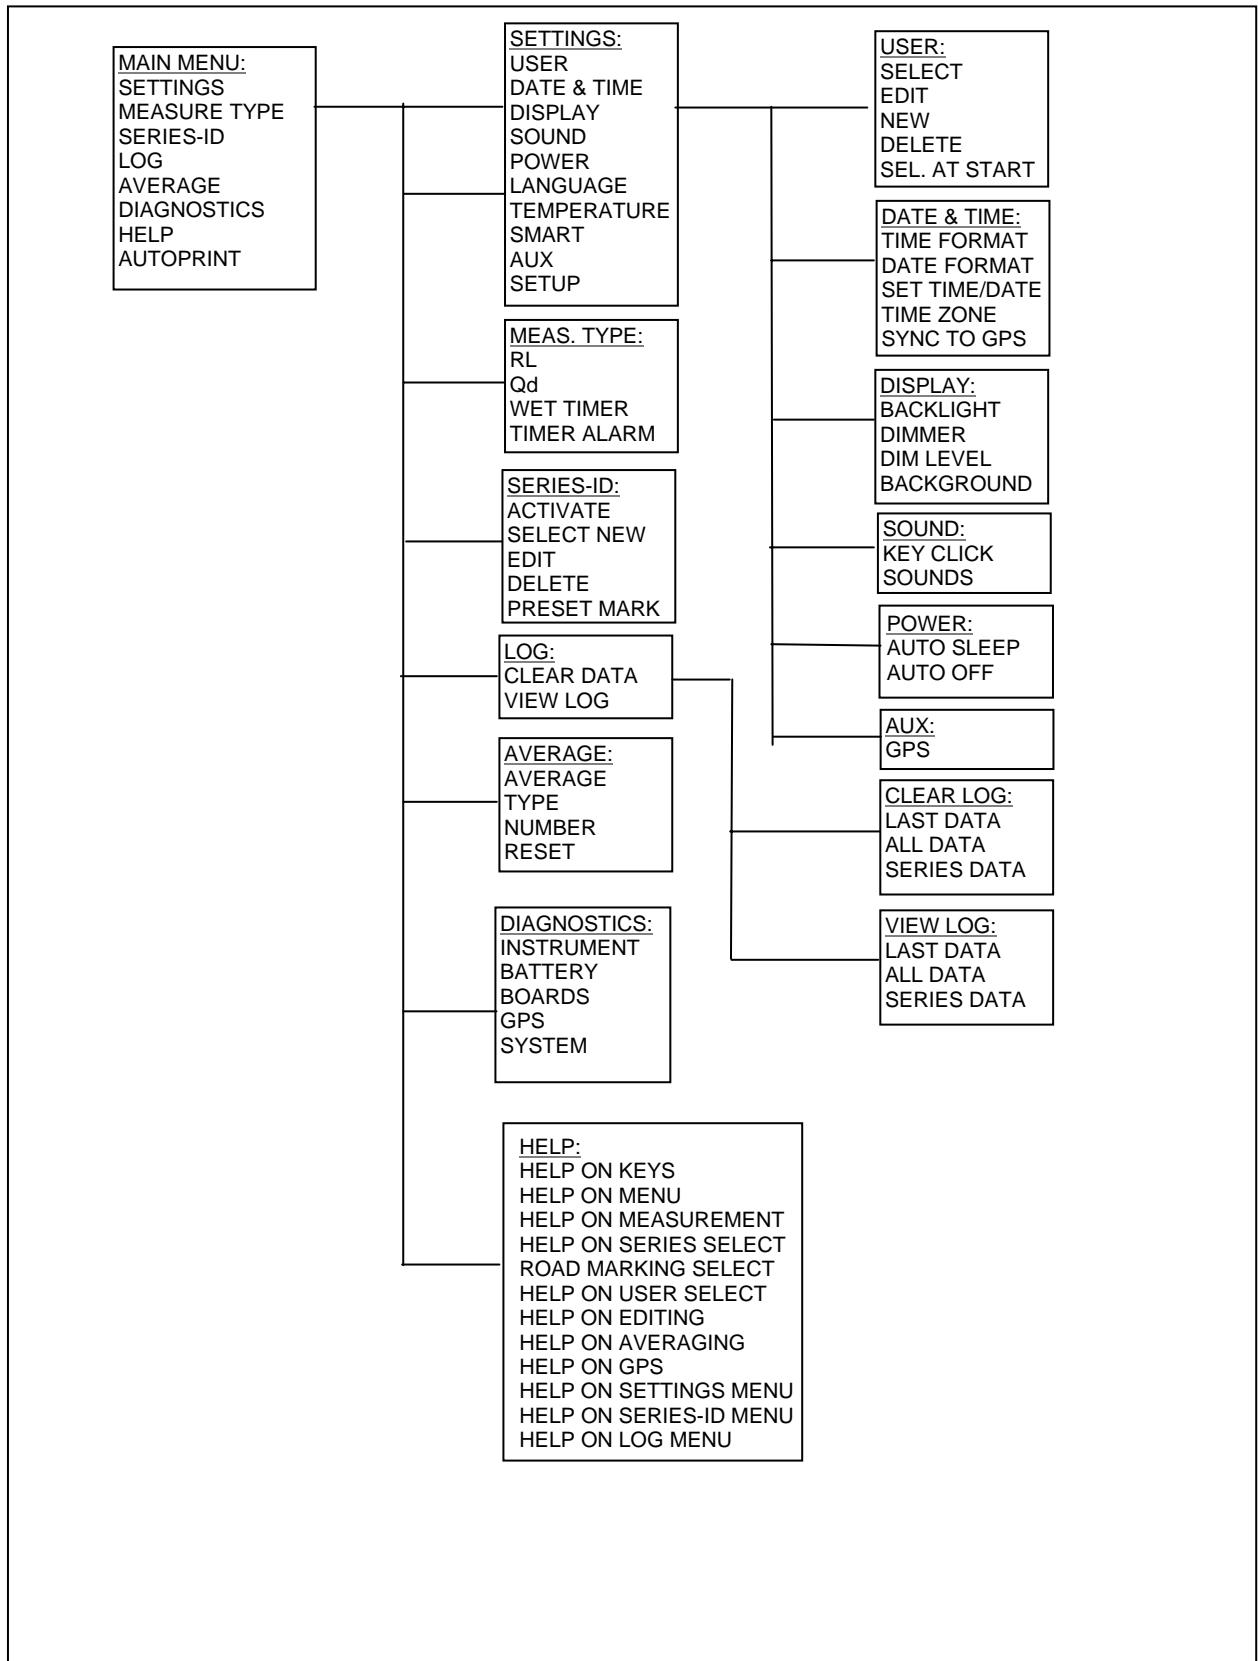 MAIN MENU:
SETTINGS
MEASURE TYPE
SERIES-ID
LOG
AVERAGE
DIAGNOSTICS
HELP
AUTOPRINT
SETTINGS:
USER
DATE & TIME
DISPLAY
SOUND
POWER
LANGUAGE
TEMPERATURE
SMART
AUX
SETUP
MEAS. TYPE:
RL
Qd
WET TIMER
TIMER ALARM
SERIES-ID:
ACTIVATE
SELECT NEW
EDIT
DELETE
PRESET MARK
LOG:
CLEAR DATA
VIEW LOG
AVERAGE:
AVERAGE
TYPE
NUMBER
RESET
DIAGNOSTICS:
INSTRUMENT
BATTERY
BOARDS
GPS
SYSTEM
HELP:
HELP ON KEYS
HELP ON MENU
HELP ON MEASUREMENT
HELP ON SERIES SELECT
ROAD MARKING SELECT
HELP ON USER SELECT
HELP ON EDITING
HELP ON AVERAGING
HELP ON GPS
HELP ON SETTINGS MENU
HELP ON SERIES-ID MENU
HELP ON LOG MENU
USER:
SELECT
EDIT
NEW
DELETE
SEL. AT START
DATE & TIME:
TIME FORMAT
DATE FORMAT
SET TIME/DATE
TIME ZONE
SYNC TO GPS
DISPLAY:
BACKLIGHT
DIMMER
DIM LEVEL
BACKGROUND
SOUND:
KEY CLICK
SOUNDS
POWER:
AUTO SLEEP
AUTO OFF
AUX:
GPS
CLEAR LOG:
LAST DATA
ALL DATA
SERIES DATA
VIEW LOG:
LAST DATA
ALL DATA
SERIES DATA